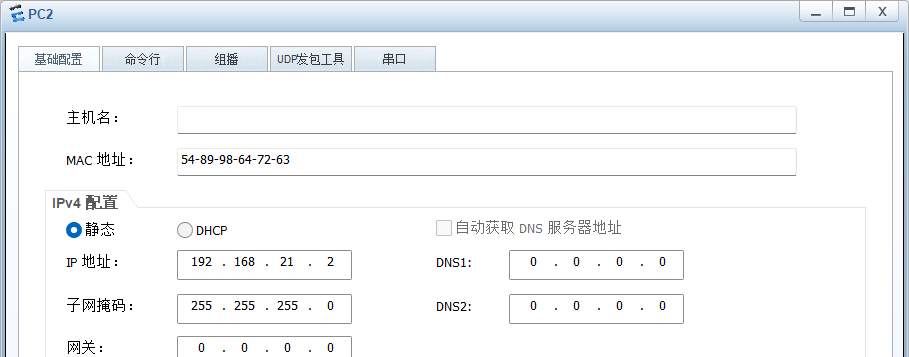 PC2
基础配置 命令行 组播 UDP发包工具 串口
主机名：
MAC 地址： 54-89-98-64-72-63
IPv4 配置
静态 DHCP 自动获取 DNS 服务器地址
IP 地址： 192 . 168 . 21 . 2 DNS1: 0 . 0 . 0 . 0
子网掩码： 255 . 255 . 255 . 0 DNS2: 0 . 0 . 0 . 0
网关： 0 . 0 . 0 . 0